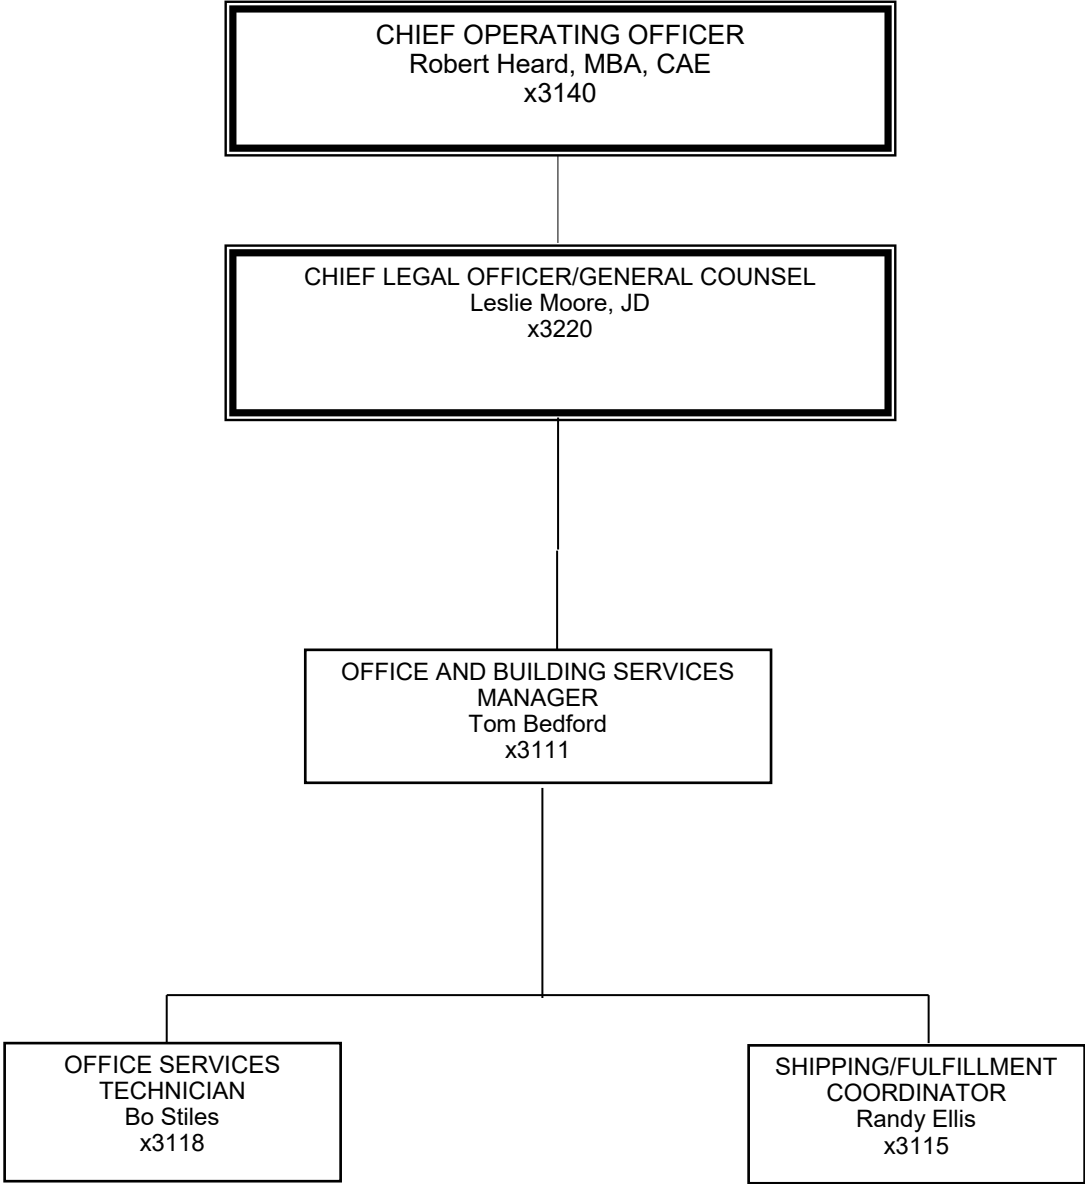 CHIEF OPERATING OFFICER
Robert Heard, MBA, CAE
x3140
CHIEF LEGAL OFFICER/GENERAL COUNSEL
Leslie Moore, JD
x3220
OFFICE AND BUILDING SERVICES
MANAGER
Tom Bedford
x3111
OFFICE SERVICES
TECHNICIAN
Bo Stiles
x3118
SHIPPING/FULFILLMENT
COORDINATOR
Randy Ellis
x3115